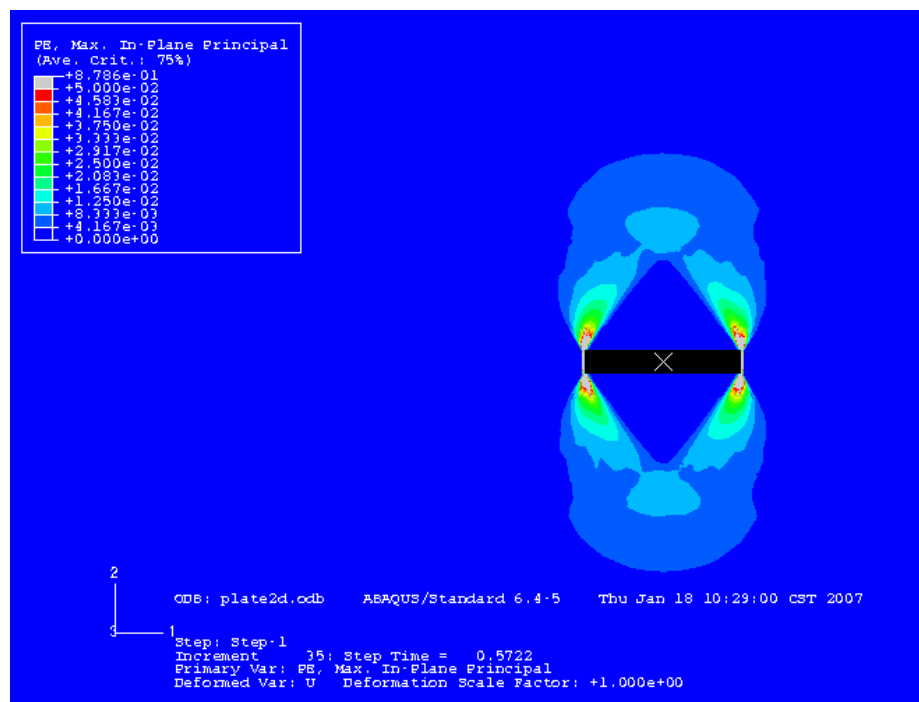 PE, Max. In-Plane Principal
(Ave. Crit.: 75%)
+8.786e-01
+5.000e-02
+4.583e-02
+4.167e-02
+3.750e-02
+3.333e-02
+2.917e-02
+2.500e-02
+2.083e-02
+1.667e-02
+1.250e-02
+8.333e-03
+4.167e-03
+0.000e+00
2
3 1
ODB: plate2d.odb ABAQUS/Standard 6.4-5 Thu Jan 18 10:29:00 CST 2007
Step: Step-1
Increment 35: Step Time = 0.5722
Primary Var: PE, Max. In-Plane Principal
Deformed Var: U Deformation Scale Factor: +1.000e+00